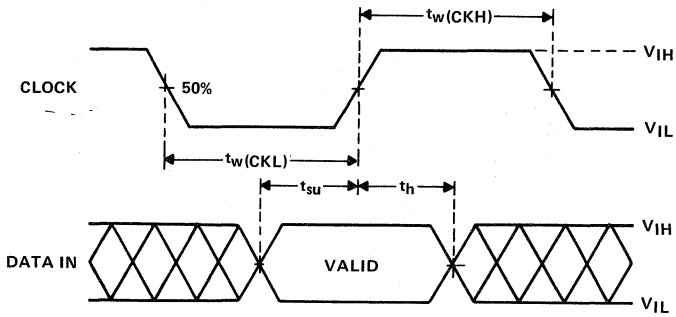 tw(CKH)
VIH
CLOCK
50%
VIL
tw(CKL)
tsu
th
VIH
DATA IN
VALID
VIL